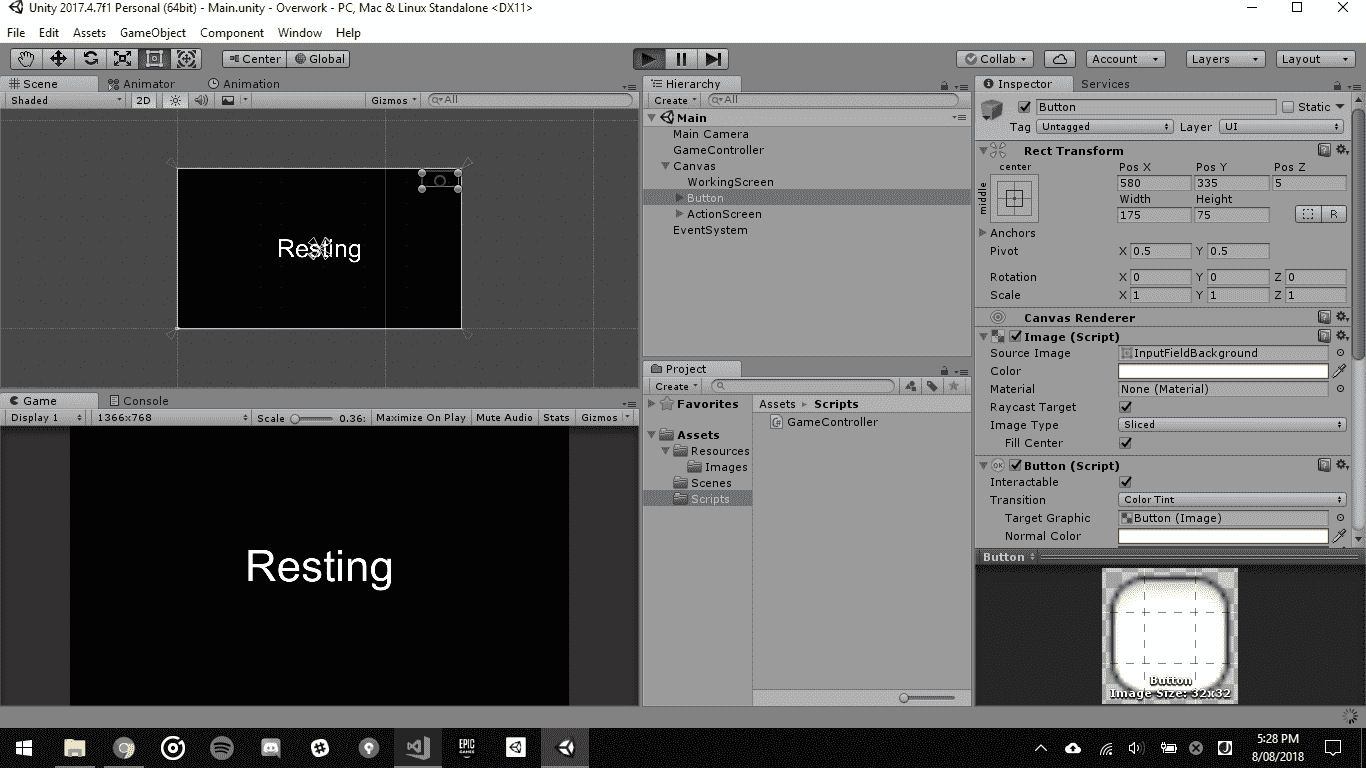 Unity 2017.4.7f1 Personal (64bit) - Main.unity - Overwork - PC, Mac & Linux Standalone <DX11>
File Edit Assets GameObject Component Window Help
Center Global Collab Account Layers Layout
Scene Animator Animation
Shaded 2D Gizmos All
Resting
Game Console
Display 1 1366x768 Scale 0.36: Maximize On Play Mute Audio Stats Gizmos
Resting
Hierarchy
Create All
Main
Main Camera
GameController
Canvas
WorkingScreen
Button
ActionScreen
EventSystem
Project
Create
Favorites
Assets
Resources
Images
Scenes
Scripts
Assets Scripts
GameController
Inspector Services
Button Static
Tag Untagged Layer UI
Rect Transform
center Pos X Pos Y Pos Z
middle 580 335 5
Width Height
175 75 R
Anchors
Pivot X 0.5 Y 0.5
Rotation X 0 Y 0 Z 0
Scale X 1 Y 1 Z 1
Canvas Renderer
Image (Script)
Source Image InputFieldBackground
Color
Material None (Material)
Raycast Target
Image Type Sliced
Fill Center
OK Button (Script)
Interactable
Transition Color Tint
Target Graphic Button (Image)
Normal Color
Button
Button
Image Size: 32x32
EPIC GAMES
5:28 PM
8/08/2018